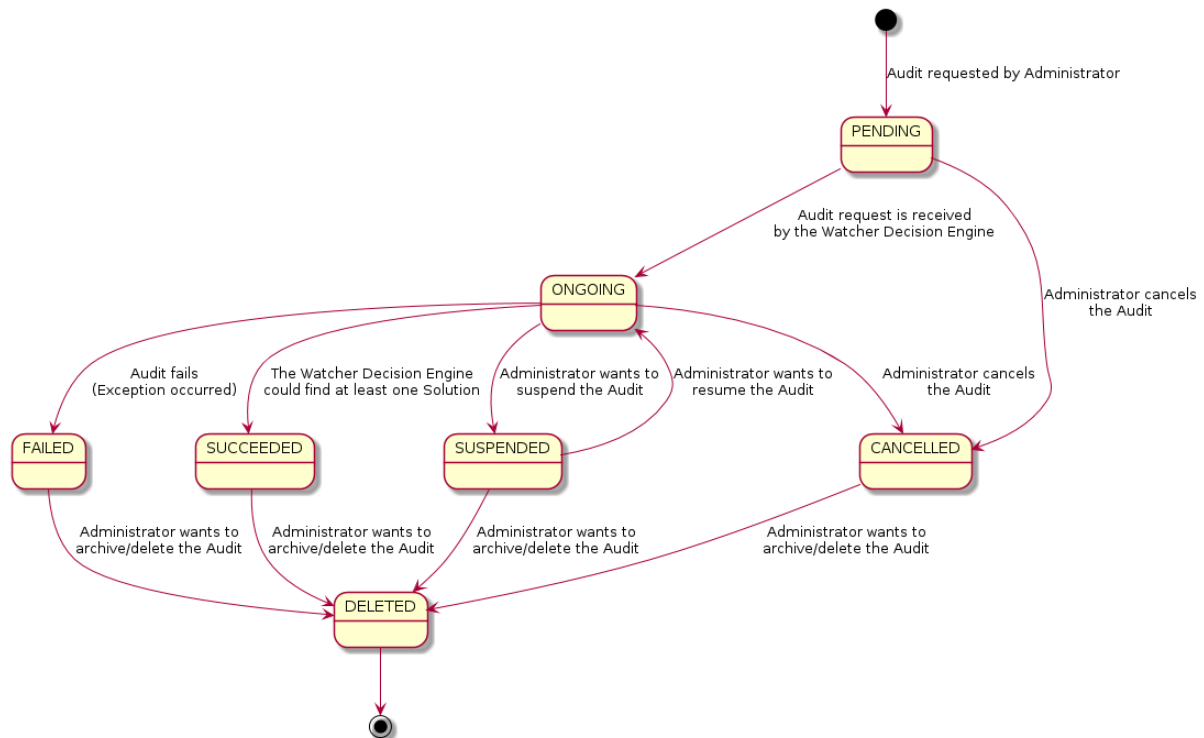 Audit requested by Administrator
PENDING
Audit request is received
by the Watcher Decision Engine
ONGOING
Administrator cancels
the Audit
Audit fails
(Exception occurred)
The Watcher Decision Engine
could find at least one Solution
Administrator wants to
suspend the Audit
Administrator wants to
resume the Audit
Administrator cancels
the Audit
FAILED
SUCCEEDED
SUSPENDED
CANCELLED
Administrator wants to
archive/delete the Audit
Administrator wants to
archive/delete the Audit
Administrator wants to
archive/delete the Audit
Administrator wants to
archive/delete the Audit
DELETED